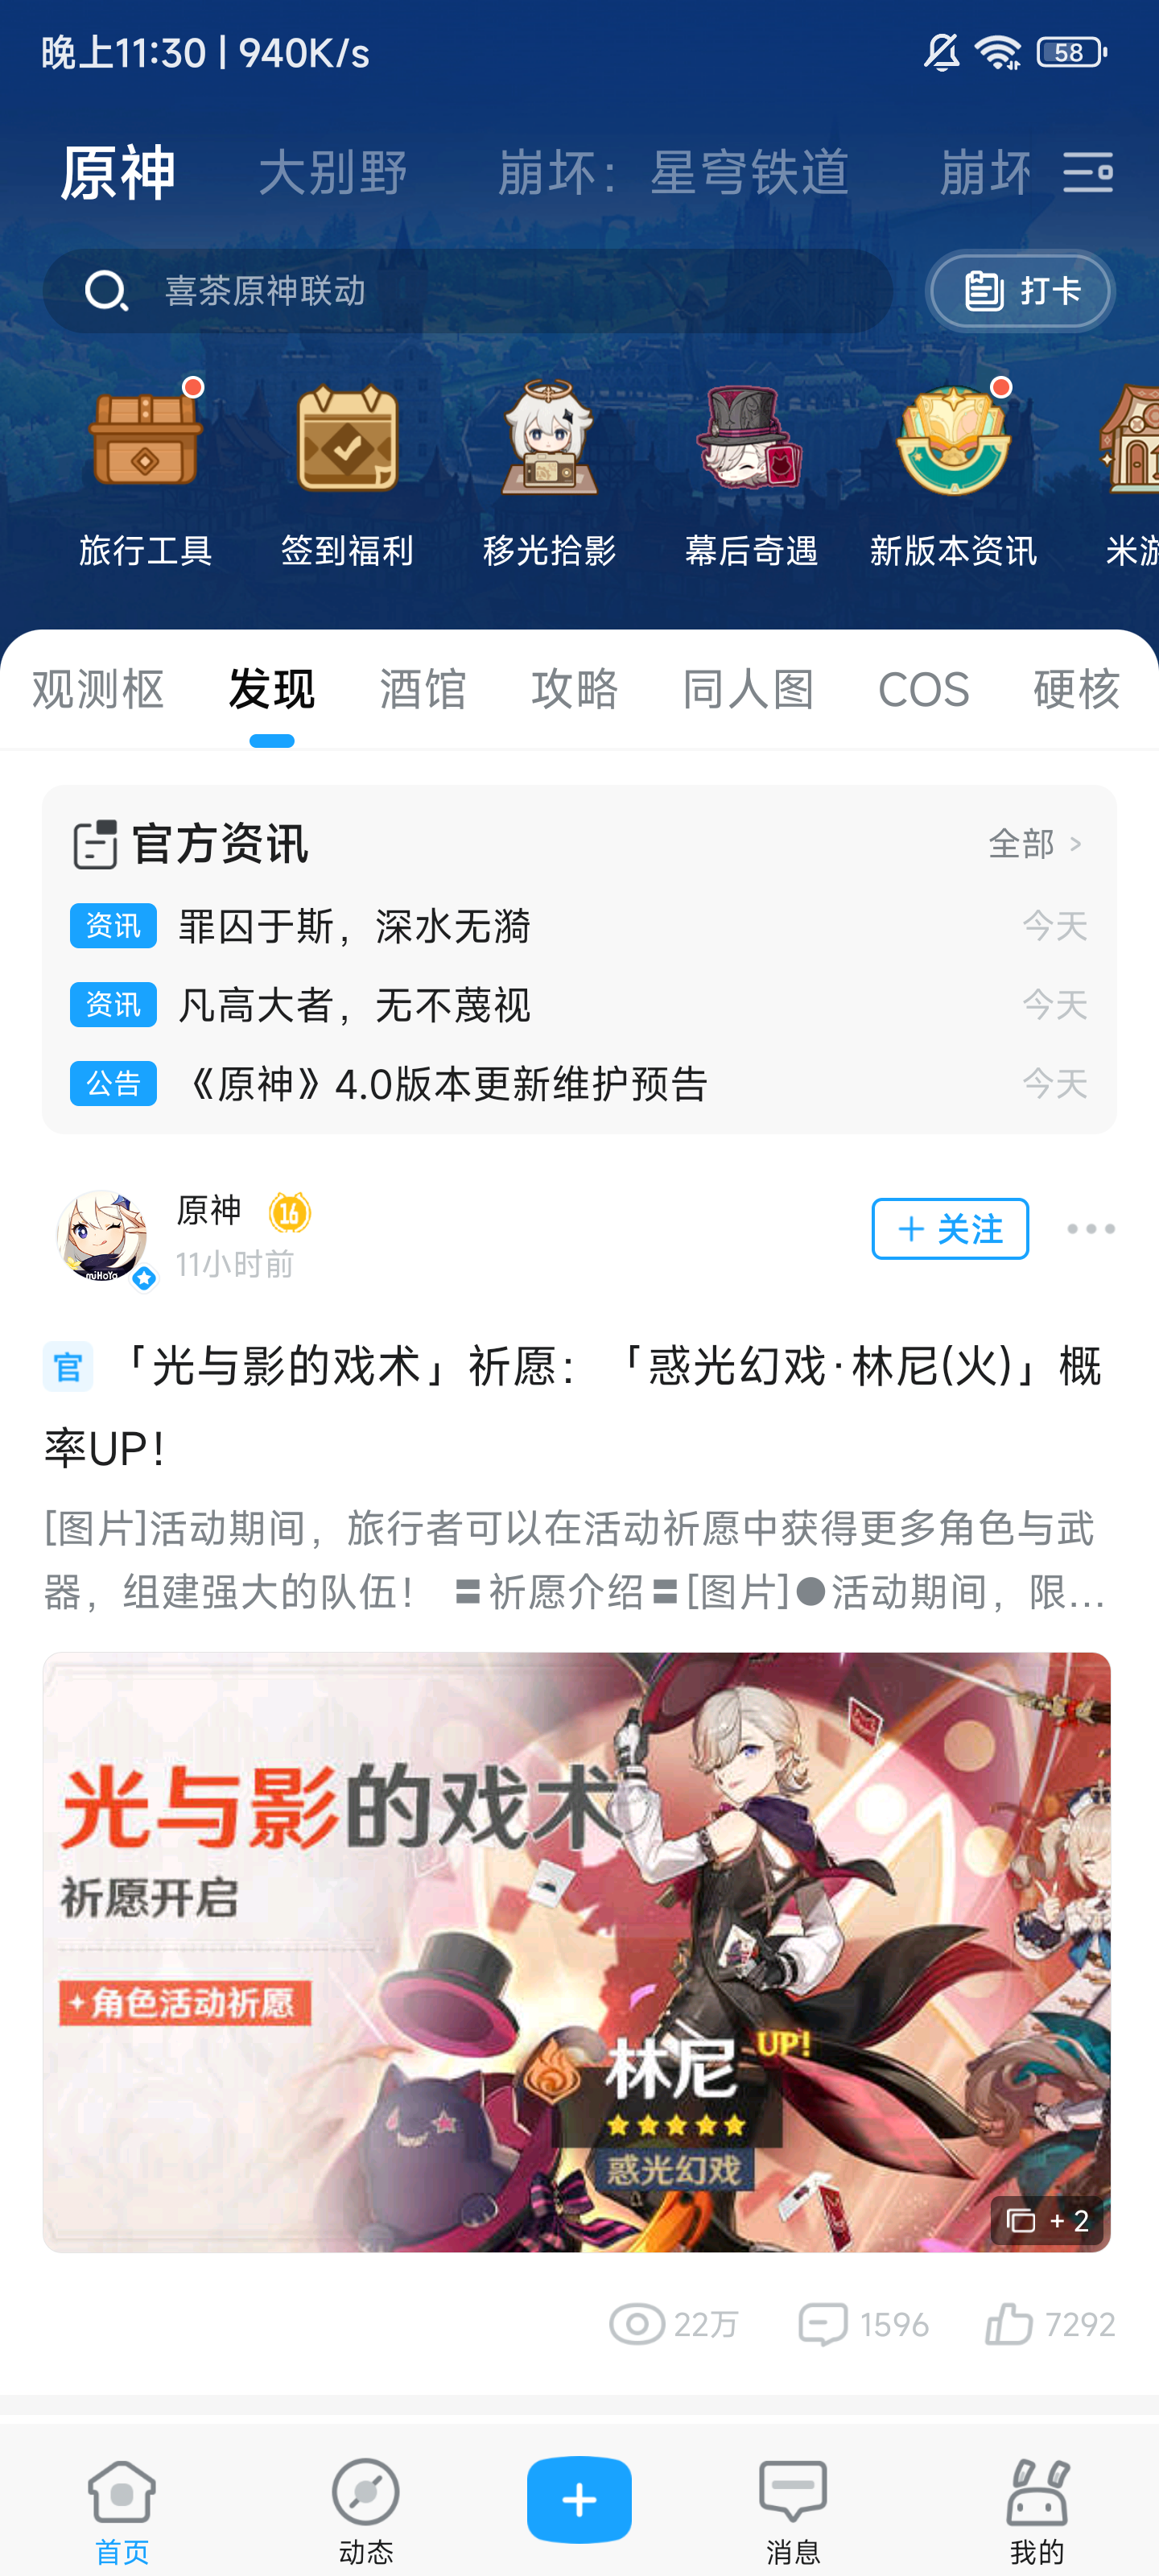 晚上11:30 | 940K/s
58
原神 大别野 崩坏：星穹铁道 崩坏
喜茶原神联动
打卡
旅行工具 签到福利 移光拾影 幕后奇遇 新版本资讯 米游
观测枢 发现 酒馆 攻略 同人图 COS 硬核
官方资讯 全部 >
资讯 罪囚于斯，深水无漪 今天
资讯 凡高大者，无不蔑视 今天
公告 《原神》4.0版本更新维护预告 今天
原神 16
miHoYo
11小时前
+ 关注
官 「光与影的戏术」祈愿：「惑光幻戏·林尼(火)」概
率UP！
[图片]活动期间，旅行者可以在活动祈愿中获得更多角色与武
器，组建强大的队伍！ 〓祈愿介绍〓[图片]●活动期间，限...
光与影的戏术
祈愿开启
角色活动祈愿
林尼 UP!
惑光幻戏
+ 2
22万 1596 7292
首页 动态 消息 我的